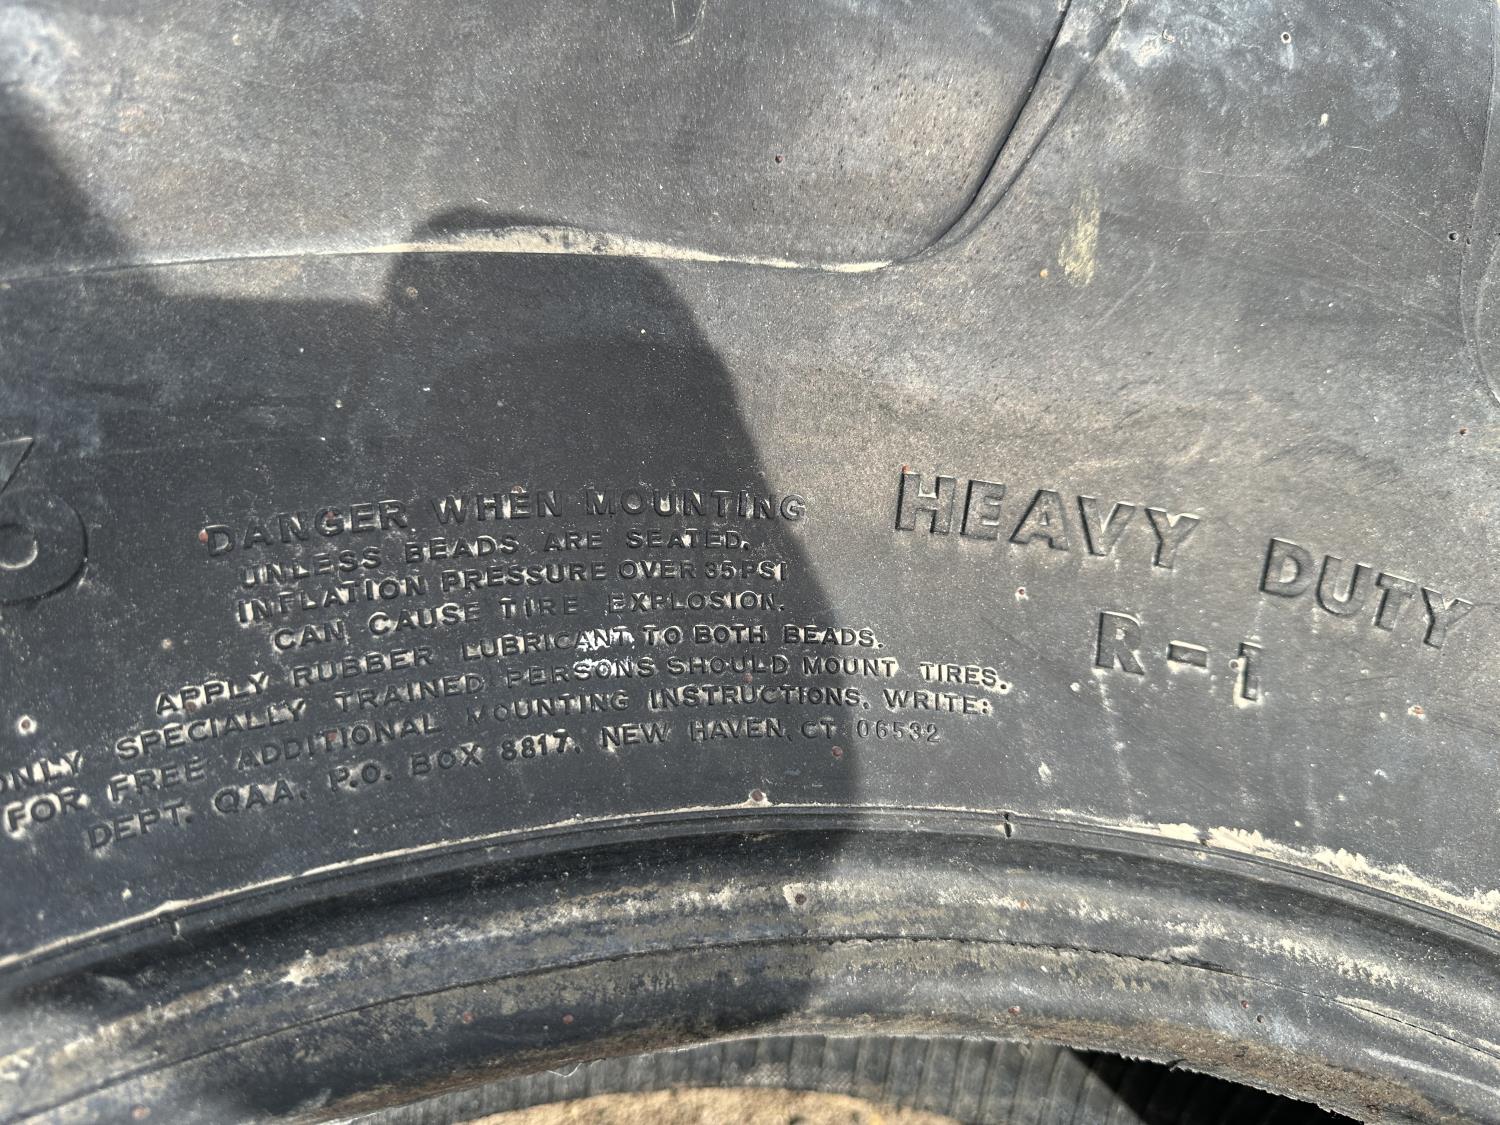 6
DANGER WHEN MOUNTING
UNLESS BEADS ARE SEATED,
INFLATION PRESSURE OVER 35 PSI
CAN CAUSE TIRE EXPLOSION.
APPLY RUBBER LUBRICANT TO BOTH BEADS.
ONLY SPECIALLY TRAINED PERSONS SHOULD MOUNT TIRES.
FOR FREE ADDITIONAL MOUNTING INSTRUCTIONS, WRITE:
DEPT. QAA, P.O. BOX 8817, NEW HAVEN, CT 06532
HEAVY DUTY
R-1